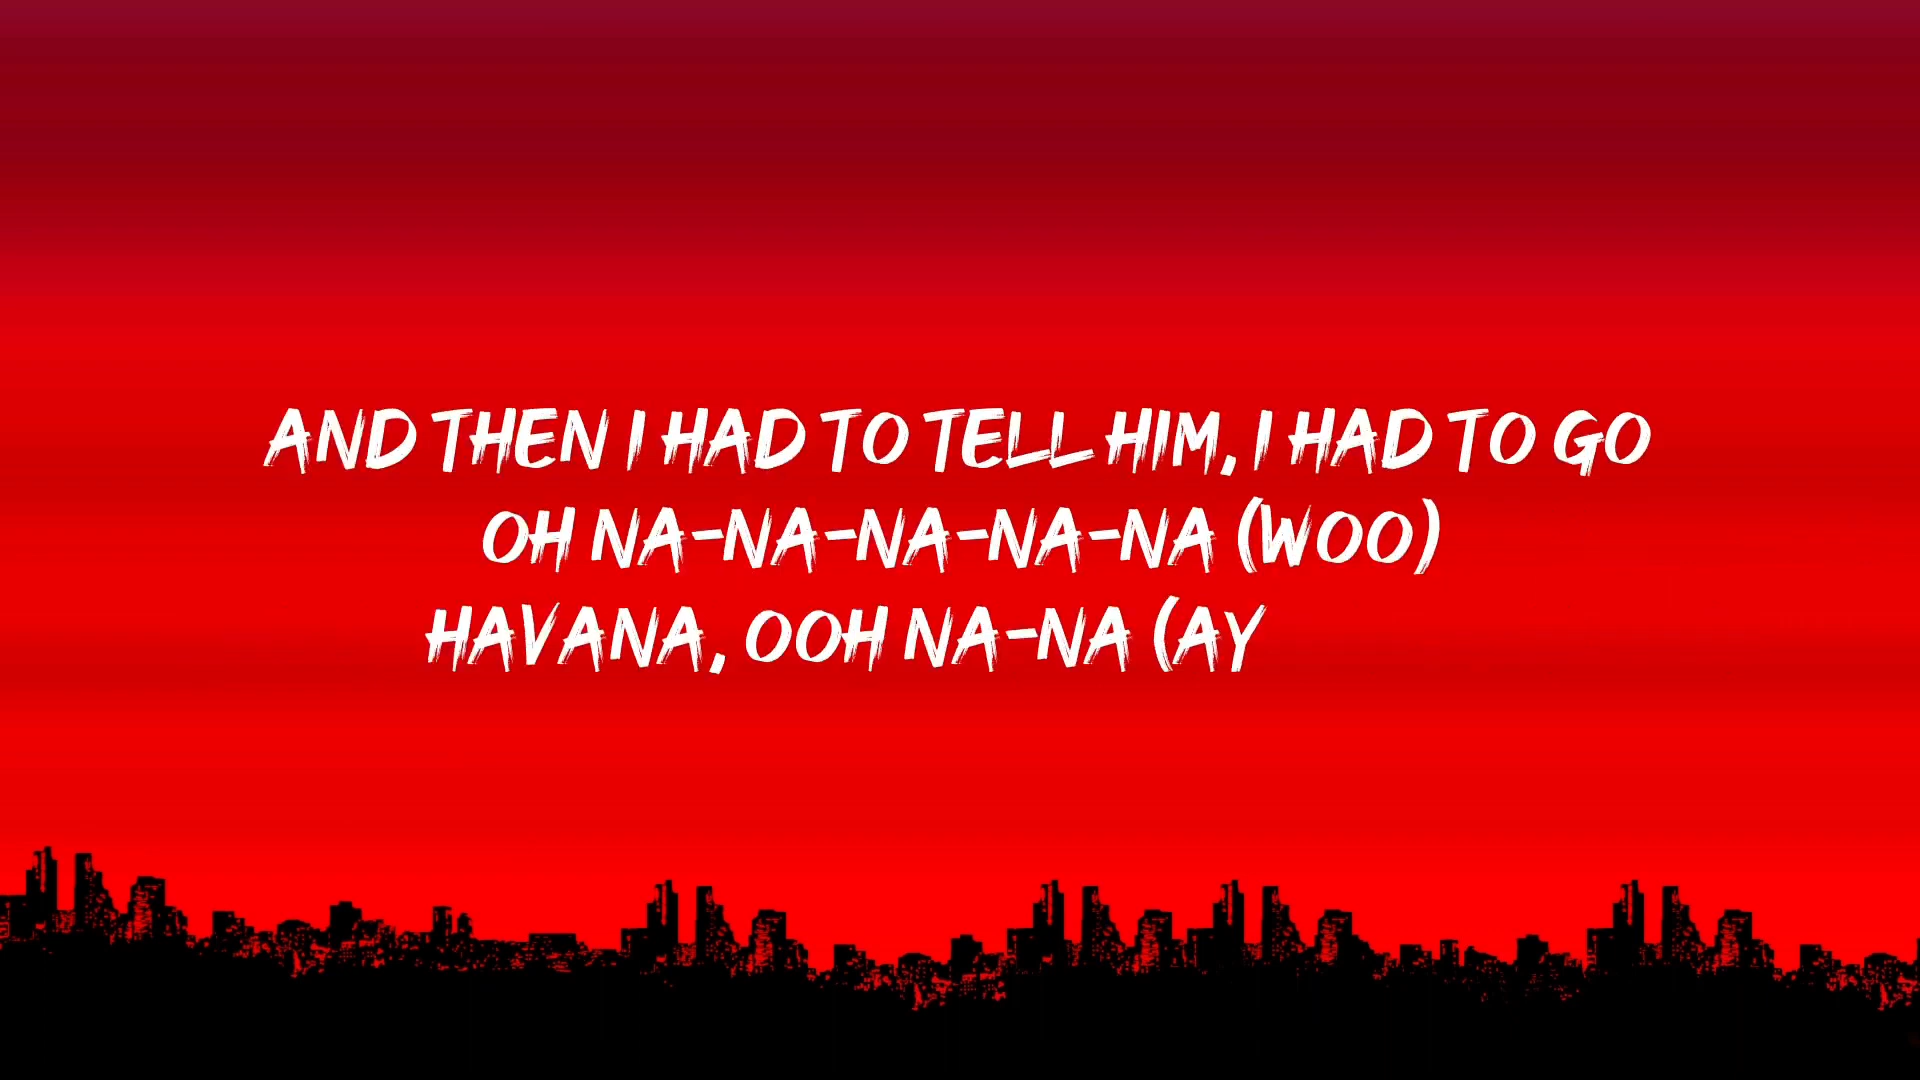 AND THEN I HAD TO TELL HIM, I HAD TO GO
OH NA-NA-NA-NA-NA (WOO)
HAVANA, OOH NA-NA (AY